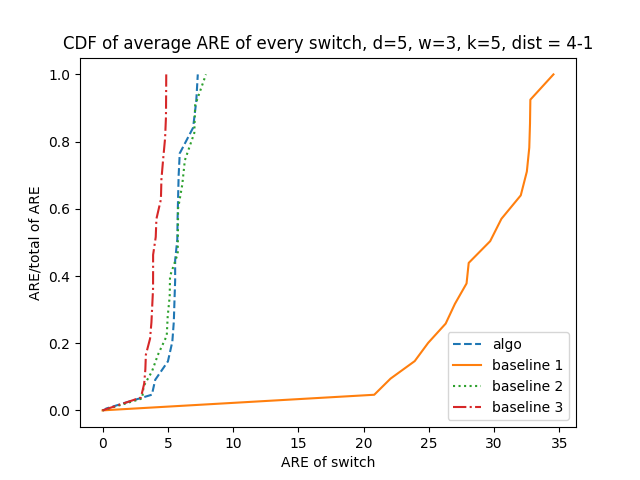 CDF of average ARE of every switch, d=5, w=3, k=5, dist = 4-1
1.0
0.8
0.6
0.4
0.2
0.0
ARE/total of ARE
0 5 10 15 20 25 30 35
ARE of switch
algo
baseline 1
baseline 2
baseline 3